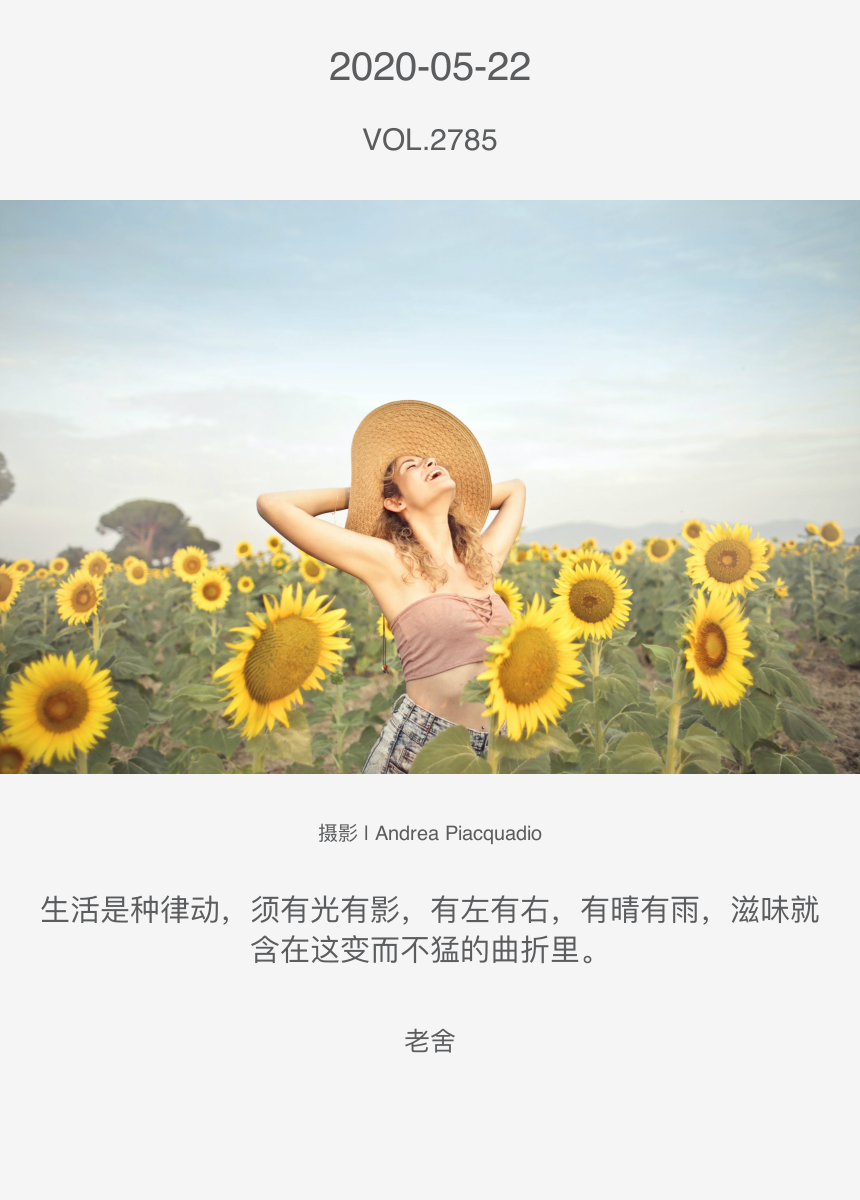 2020-05-22
VOL.2785
摄影 l Andrea Piacquadio
生活是种律动，须有光有影，有左有右，有晴有雨，滋味就
含在这变而不猛的曲折里。
老舍